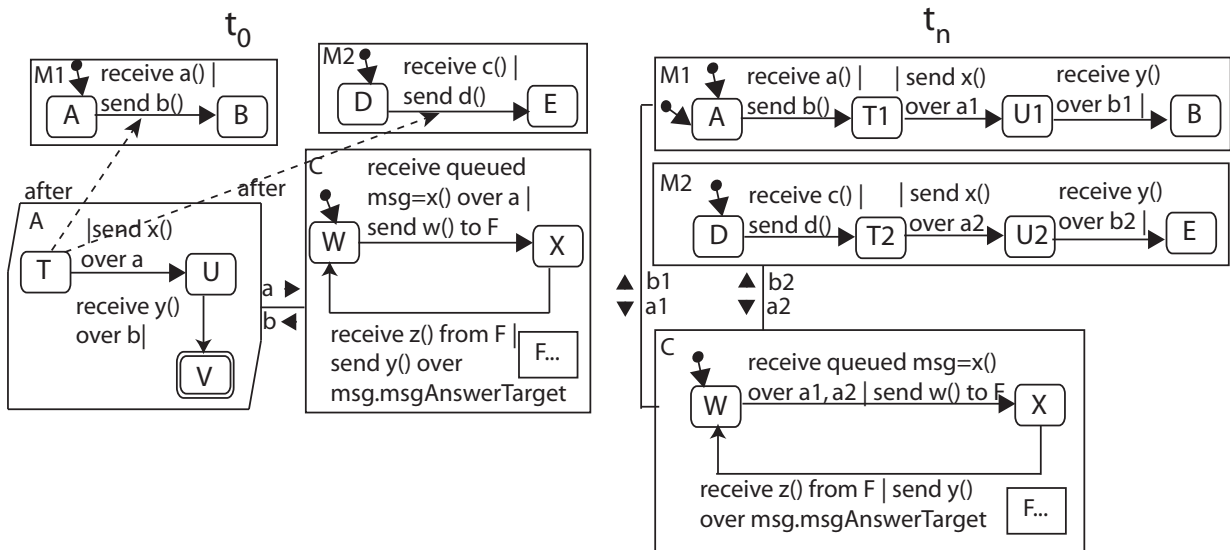 t0
M1
receive a() |
send b()
A
B
M2
receive c() |
send d()
D
E
after
after
A
|send x()
over a
T
U
receive y()
over b|
V
a
b
C
receive queued
msg=x() over a |
send w() to F
W
X
receive z() from F |
send y() over
msg.msgAnswerTarget
F...
tn
M1
receive a() |
send b()
| send x()
over a1
receive y()
over b1 |
A
T1
U1
B
M2
receive c() |
send d()
| send x()
over a2
receive y()
over b2 |
D
T2
U2
E
b1
a1
b2
a2
C
receive queued msg=x()
over a1, a2 | send w() to F
W
X
receive z() from F | send y()
over msg.msgAnswerTarget
F...